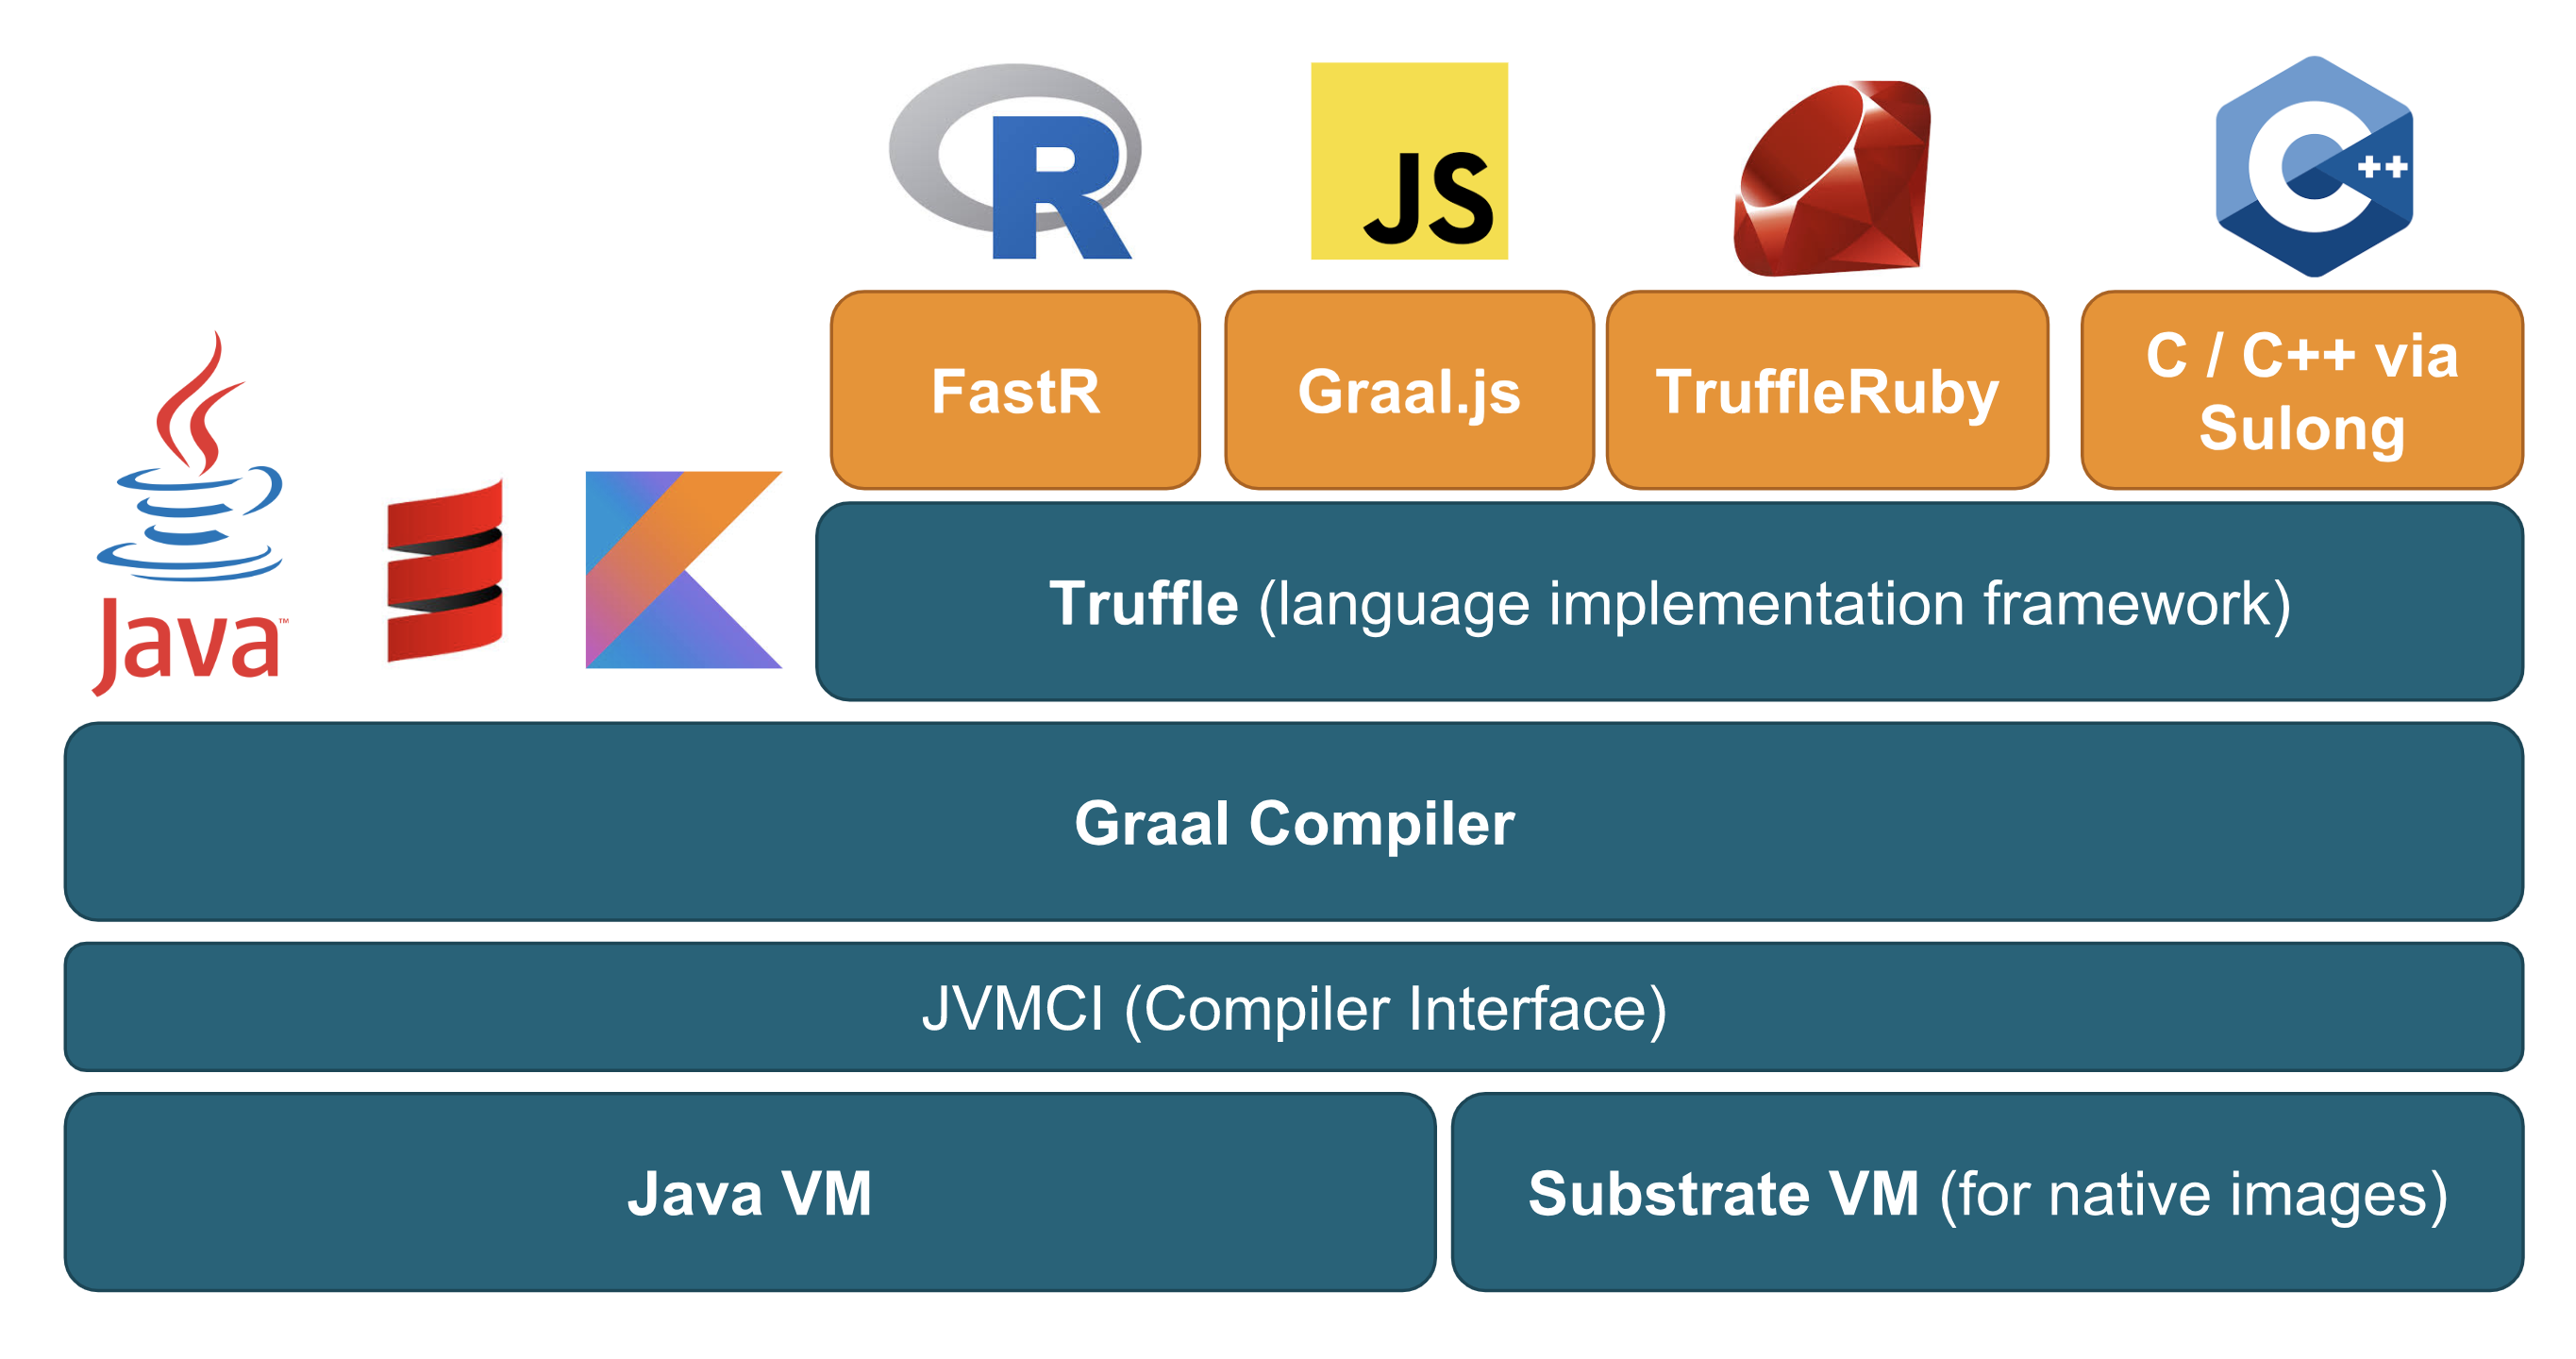 R
JS
++
FastR
Graal.js
TruffleRuby
C / C++ via
Sulong
Java™
Truffle (language implementation framework)
Graal Compiler
JVMCI (Compiler Interface)
Java VM
Substrate VM (for native images)